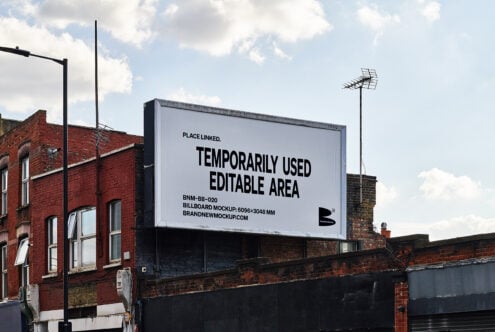 PLACE LINKED.
TEMPORARILY USED
EDITABLE AREA
BNM-BB-020
BILLBOARD MOCKUP: 6096×3048 MM
BRANDNEWMOCKUP.COM